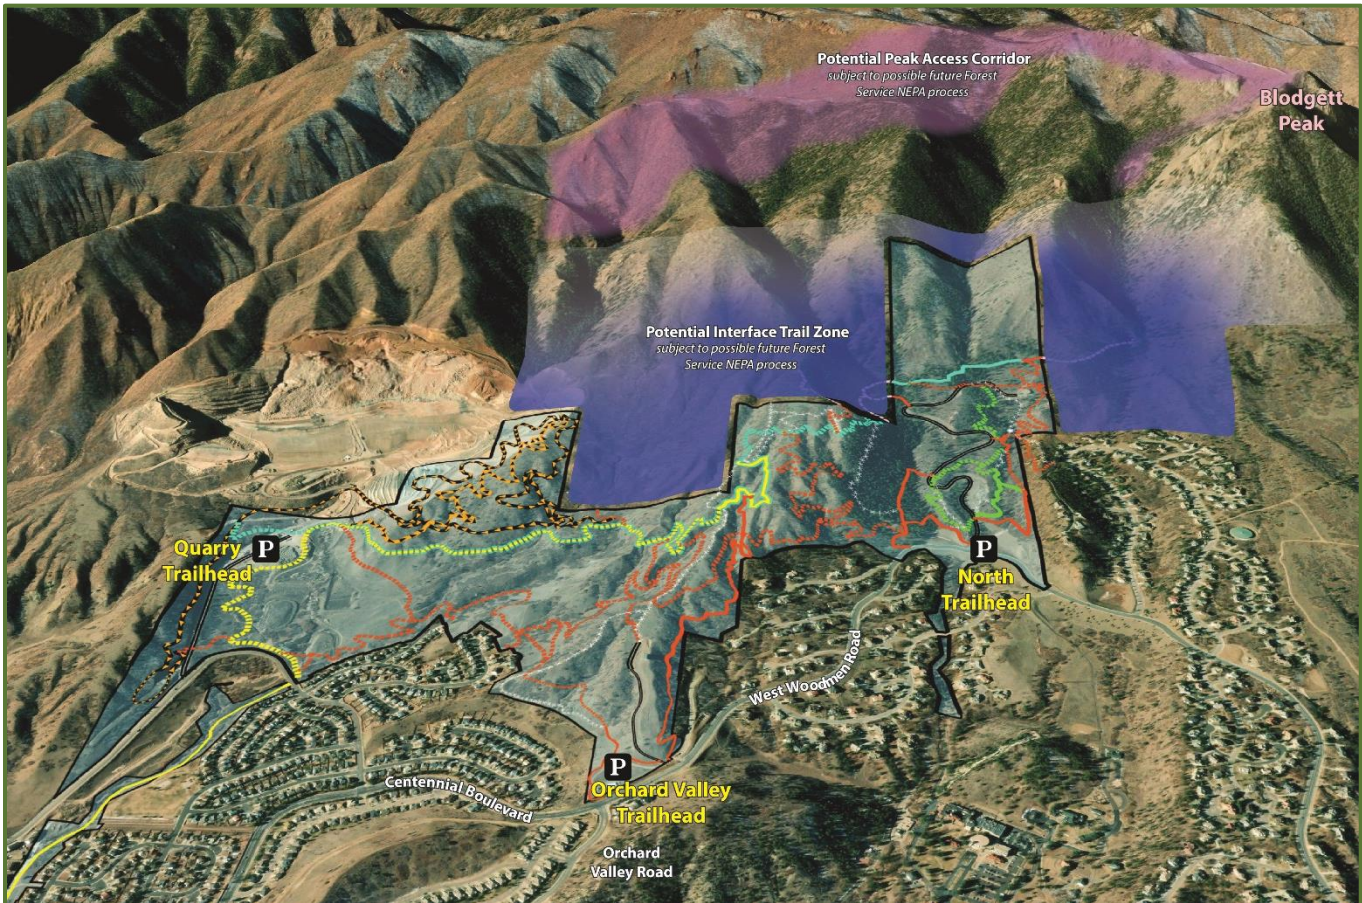 Potential Peak Access Corridor
subject to possible future Forest
Service NEPA process
Blodgett
Peak
Potential Interface Trail Zone
subject to possible future Forest
Service NEPA process
Quarry
Trailhead
P
P
North
Trailhead
West Woodmen Road
P
Orchard Valley
Trailhead
Centennial Boulevard
Orchard
Valley Road